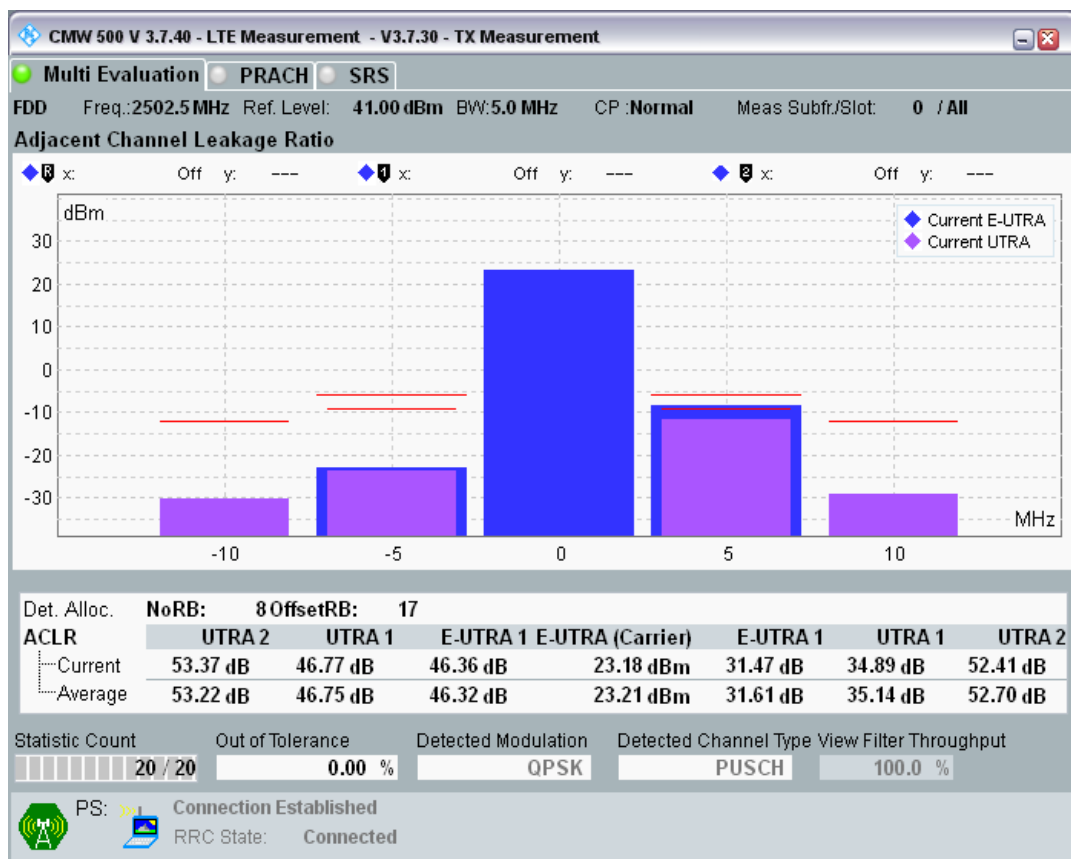 CMW 500 V 3.7.40 - LTE Measurement - V3.7.30 - TX Measurement
Multi Evaluation PRACH SRS
FDD Freq.:2502.5 MHz Ref. Level: 41.00 dBm BW:5.0 MHz CP :Normal Meas Subfr./Slot: 0 / All
Adjacent Channel Leakage Ratio
R x: Off y: --- 1 x: Off y: --- 2 x: Off y: ---
dBm
Current E-UTRA
Current UTRA
30
20
10
0
-10
-20
-30
MHz
-10 -5 0 5 10
Det. Alloc. NoRB: 8 OffsetRB: 17
ACLR UTRA 2 UTRA 1 E-UTRA 1 E-UTRA (Carrier) E-UTRA 1 UTRA 1 UTRA 2
Current 53.37 dB 46.77 dB 46.36 dB 23.18 dBm 31.47 dB 34.89 dB 52.41 dB
Average 53.22 dB 46.75 dB 46.32 dB 23.21 dBm 31.61 dB 35.14 dB 52.70 dB
Statistic Count Out of Tolerance Detected Modulation Detected Channel Type View Filter Throughput
20 / 20 0.00 % QPSK PUSCH 100.0 %
PS: Connection Established
RRC State: Connected